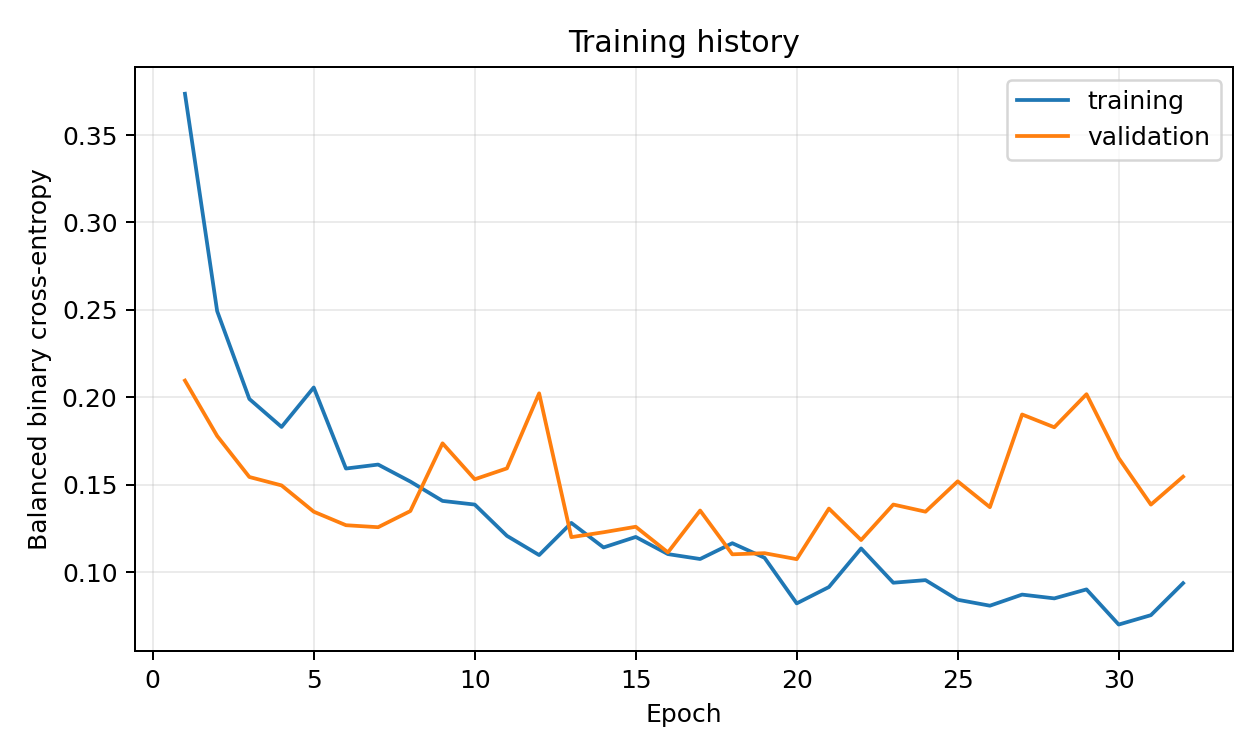 Training history
training
validation
Balanced binary cross-entropy
0.35
0.30
0.25
0.20
0.15
0.10
0 5 10 15 20 25 30
Epoch